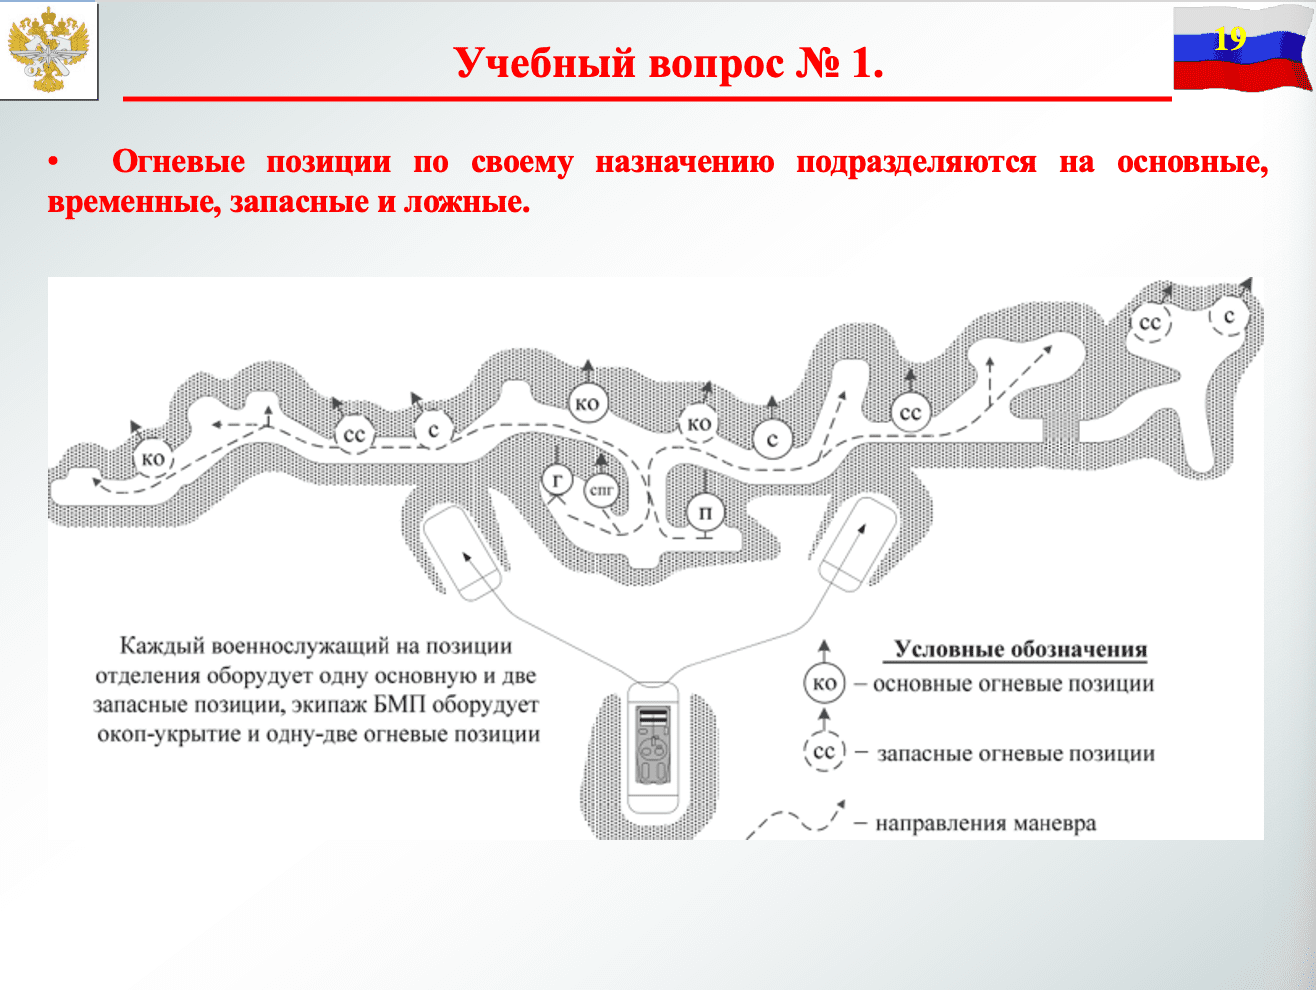 19
Учебный вопрос № 1.
• Огневые позиции по своему назначению подразделяются на основные,
временные, запасные и ложные.
сс
с
ко
ко
сс
с
ко
с
сс
ко
г
спг
п
Каждый военнослужащий на позиции
отделения оборудует одну основную и две
запасные позиции, экипаж БМП оборудует
окоп-укрытие и одну-две огневые позиции
Условные обозначения
ко – основные огневые позиции
сс – запасные огневые позиции
– направления маневра